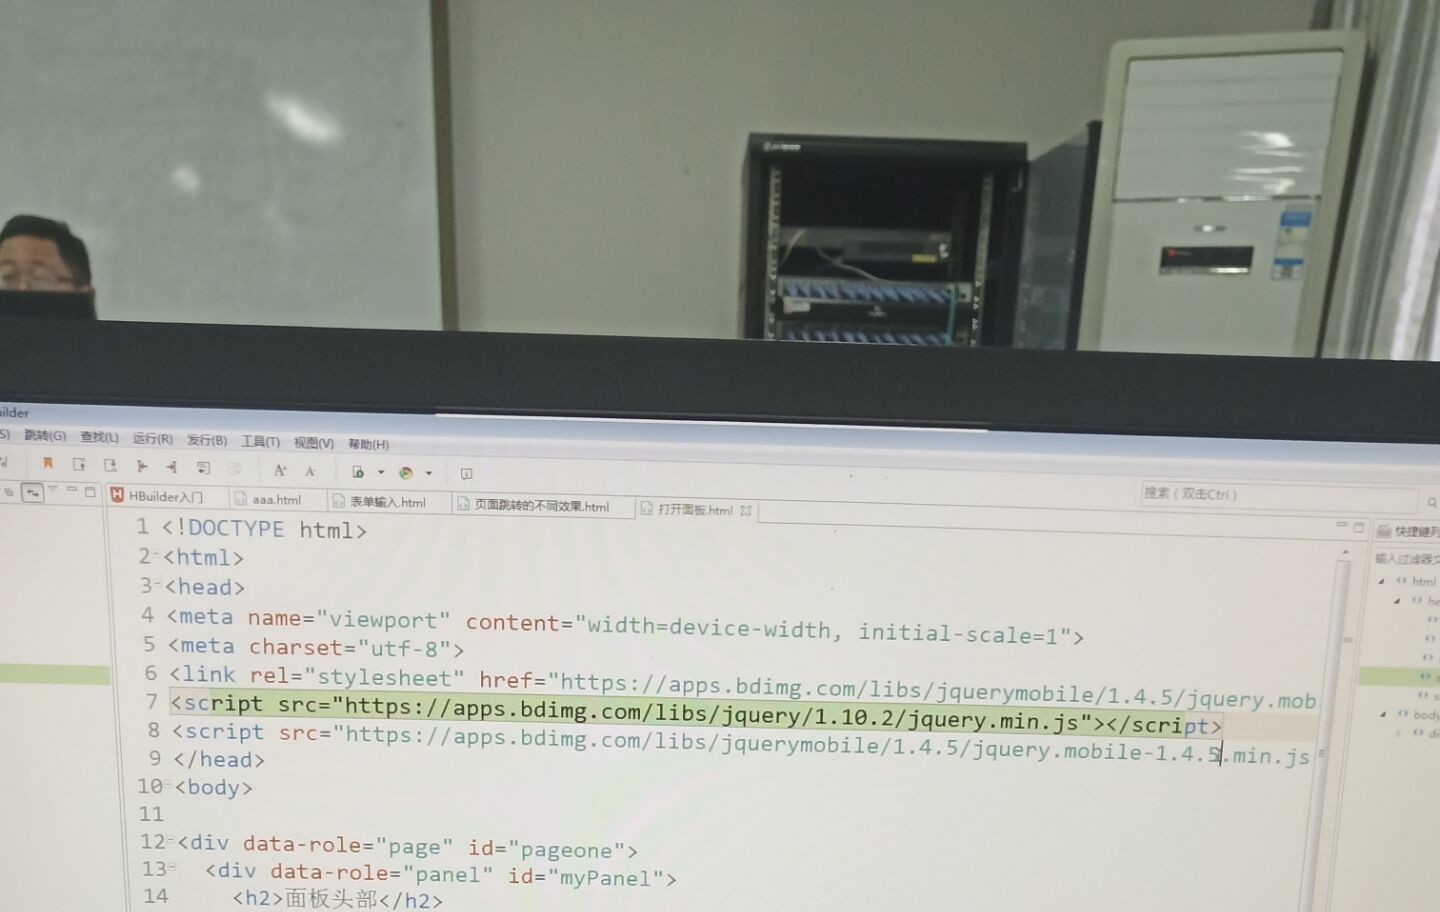 跳转(G) 查找(L) 运行(R) 发行(B) 工具(T) 视图(V) 帮助(H)
搜索（双击Ctrl）
HBuilder入门 aaa.html 表单输入.html 页面跳转的不同效果.html 打开面板.html
快捷键列
输入过滤器文
html
1 <!DOCTYPE html>
2 <html>
3 <head>
4 <meta name="viewport" content="width=device-width, initial-scale=1">
5 <meta charset="utf-8">
6 <link rel="stylesheet" href="https://apps.bdimg.com/libs/jquerymobile/1.4.5/jquery.mob
7 <script src="https://apps.bdimg.com/libs/jquery/1.10.2/jquery.min.js"></script>
8 <script src="https://apps.bdimg.com/libs/jquerymobile/1.4.5/jquery.mobile-1.4.5.min.js
9 </head>
10 <body>
11
12 <div data-role="page" id="pageone">
13 <div data-role="panel" id="myPanel">
14 <h2>面板头部</h2>
body